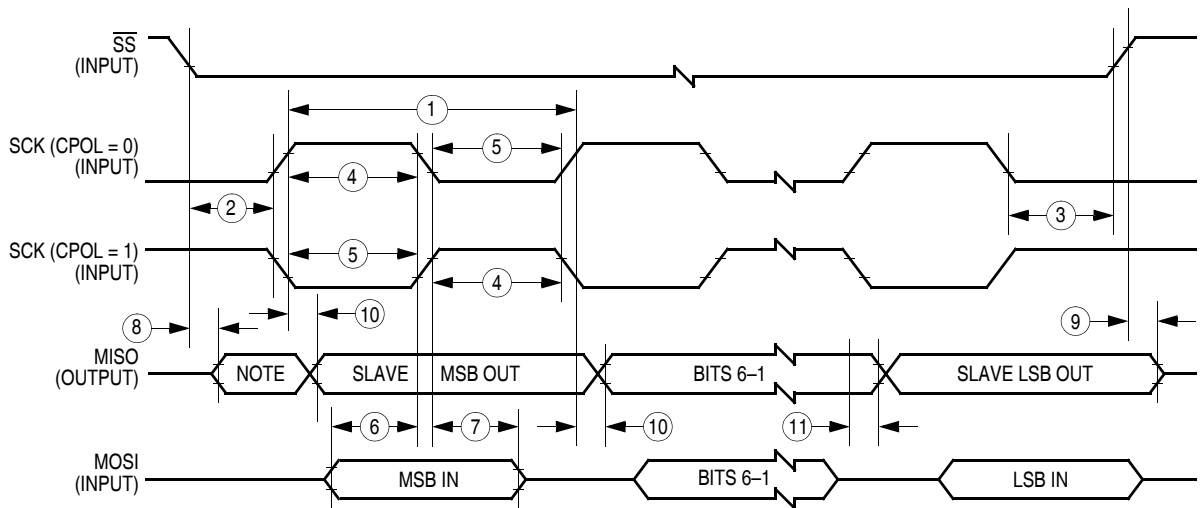 SS
(INPUT)
1
SCK (CPOL = 0)
(INPUT)
5
4
2
3
SCK (CPOL = 1)
(INPUT)
5
4
8
10
9
MISO
(OUTPUT)
NOTE
SLAVE MSB OUT
BITS 6–1
SLAVE LSB OUT
6
7
10
11
MOSI
(INPUT)
MSB IN
BITS 6–1
LSB IN